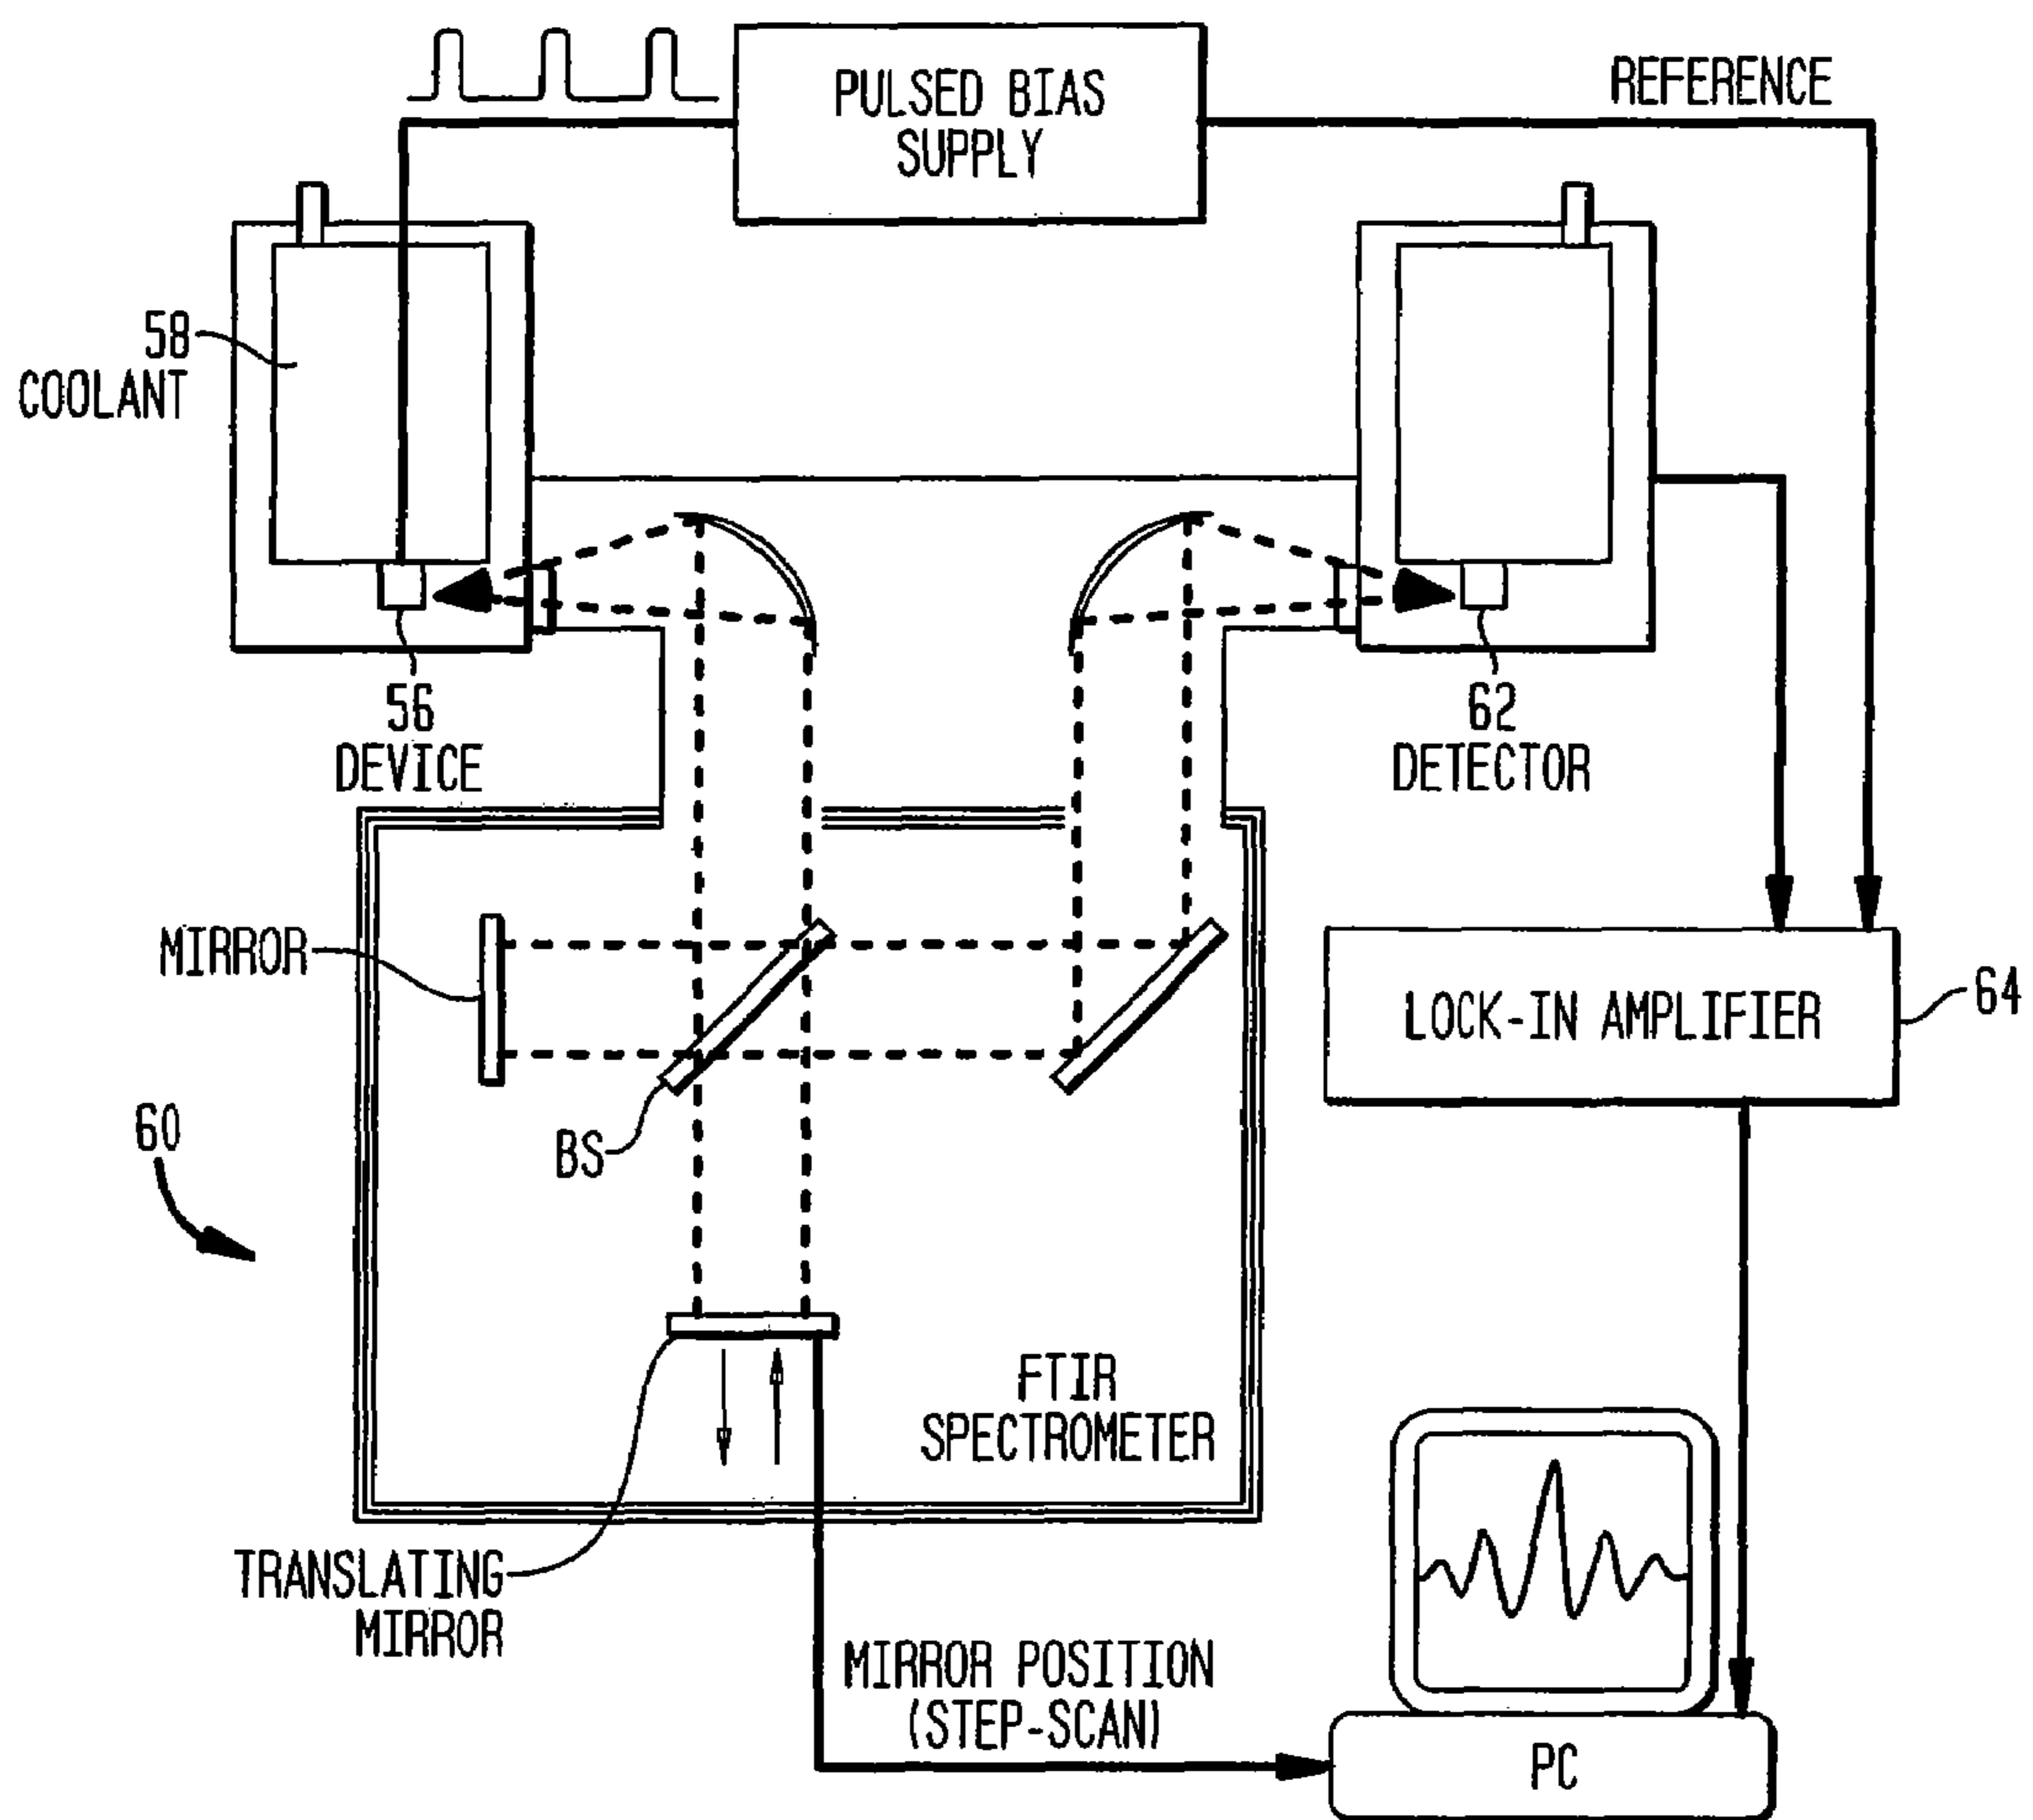 PULSED BIAS
SUPPLY
REFERENCE
58
COOLANT
56
DEVICE
62
DETECTOR
MIRROR
64
LOCK-IN AMPLIFIER
60
BS
FTIR
SPECTROMETER
TRANSLATING
MIRROR
MIRROR POSITION
(STEP-SCAN)
PC